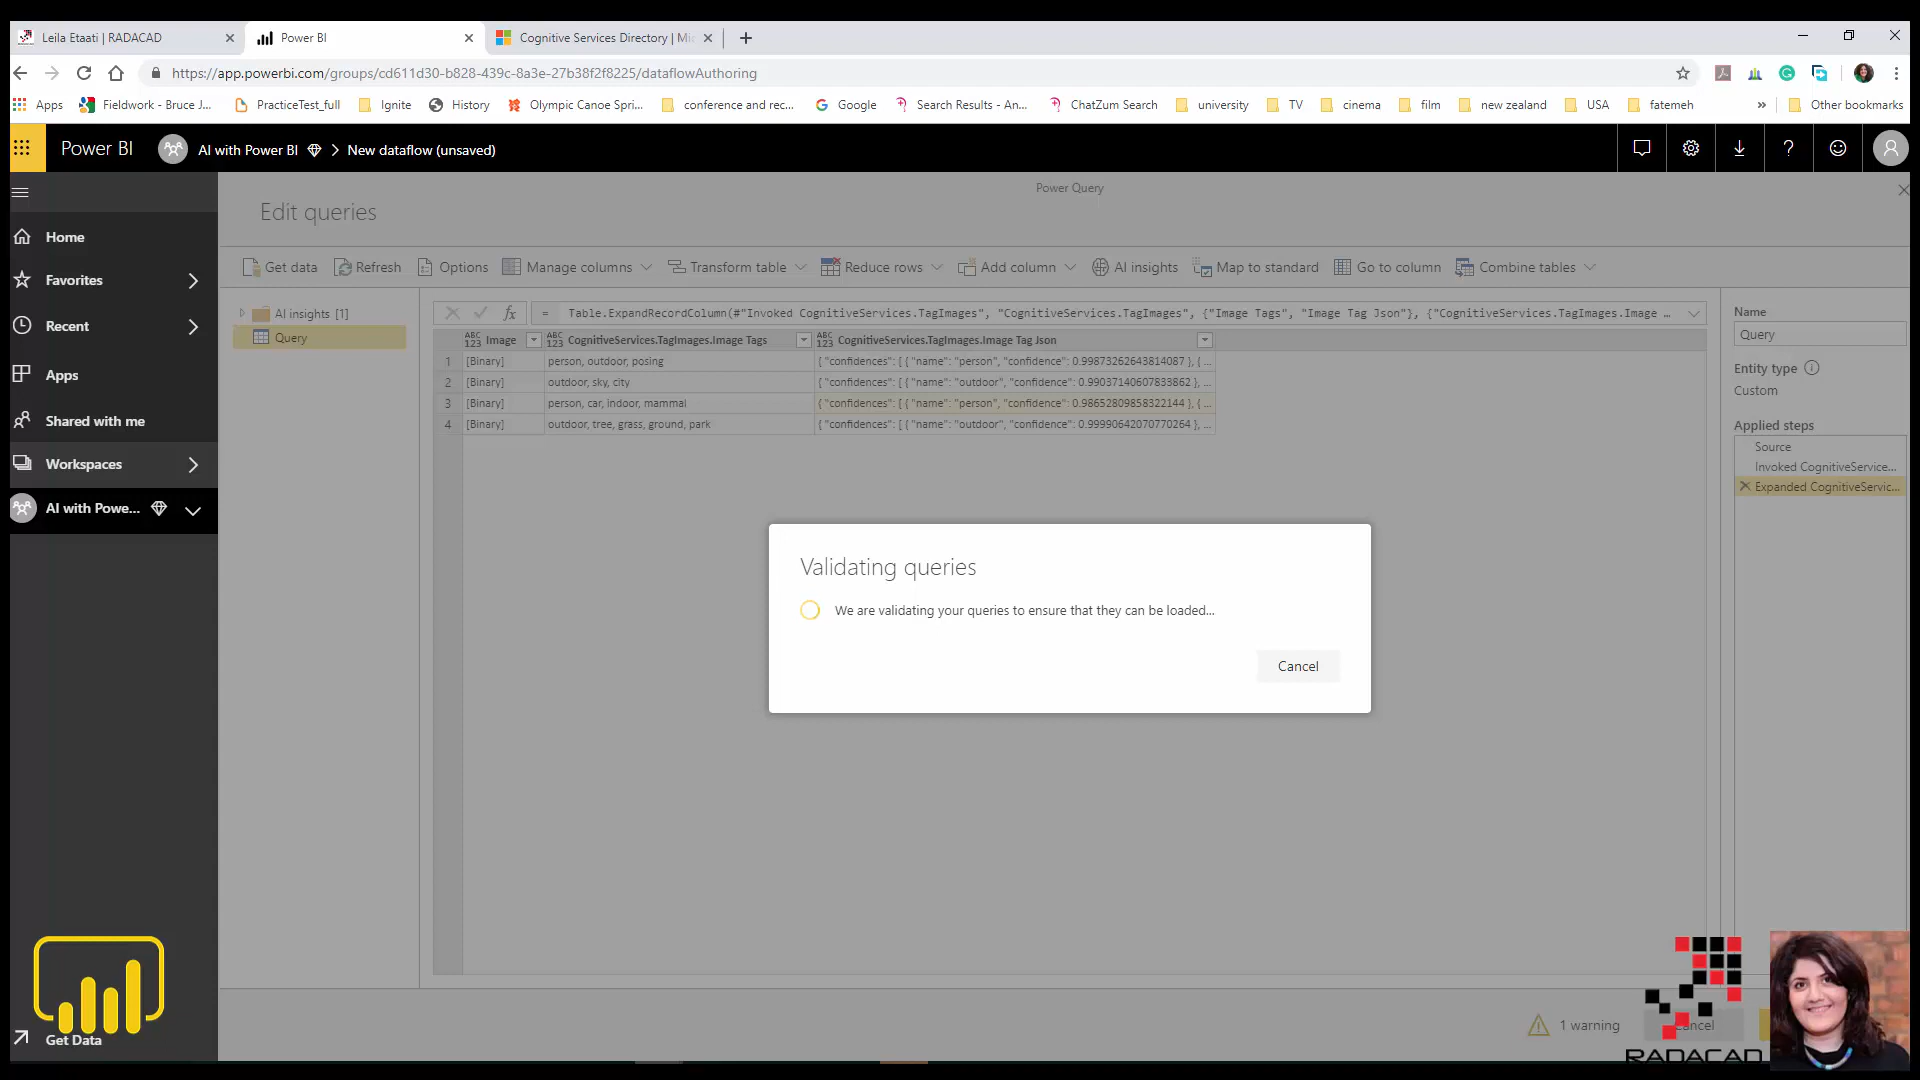 Leila Etaati | RADACAD
Power BI
Cognitive Services Directory | Mi
https://app.powerbi.com/groups/cd611d30-b828-439c-8a3e-27b38f2f8225/dataflowAuthoring
Apps
Fieldwork - Bruce J...
PracticeTest_full
Ignite
History
Olympic Canoe Spri...
conference and rec...
Google
Search Results - An...
ChatZum Search
university
TV
cinema
film
new zealand
USA
fatemeh
»
Other bookmarks
Power BI
AI with Power BI
New dataflow (unsaved)
Power Query
Edit queries
Home
Favorites
Recent
Apps
Shared with me
Workspaces
AI with Powe...
Get Data
Get data
Refresh
Options
Manage columns
Transform table
Reduce rows
Add column
AI insights
Map to standard
Go to column
Combine tables
AI insights [1]
Query
fx
= Table.ExpandRecordColumn(#"Invoked CognitiveServices.TagImages", "CognitiveServices.TagImages", {"Image Tags", "Image Tag Json"}, {"CognitiveServices.TagImages.Image ...
ABC 123 Image ABC 123 CognitiveServices.TagImages.Image Tags ABC 123 CognitiveServices.TagImages.Image Tag Json
1 [Binary] person, outdoor, posing { "confidences": [ { "name": "person", "confidence": 0.99873262643814087 }, { ...
2 [Binary] outdoor, sky, city { "confidences": [ { "name": "outdoor", "confidence": 0.99037140607833862 }, ...
3 [Binary] person, car, indoor, mammal { "confidences": [ { "name": "person", "confidence": 0.98652809858322144 }, { ...
4 [Binary] outdoor, tree, grass, ground, park { "confidences": [ { "name": "outdoor", "confidence": 0.99990642070770264 }, ...
Name
Query
Entity type
Custom
Applied steps
Source
Invoked CognitiveService...
Expanded CognitiveServic...
Validating queries
We are validating your queries to ensure that they can be loaded...
Cancel
1 warning
RADACAD